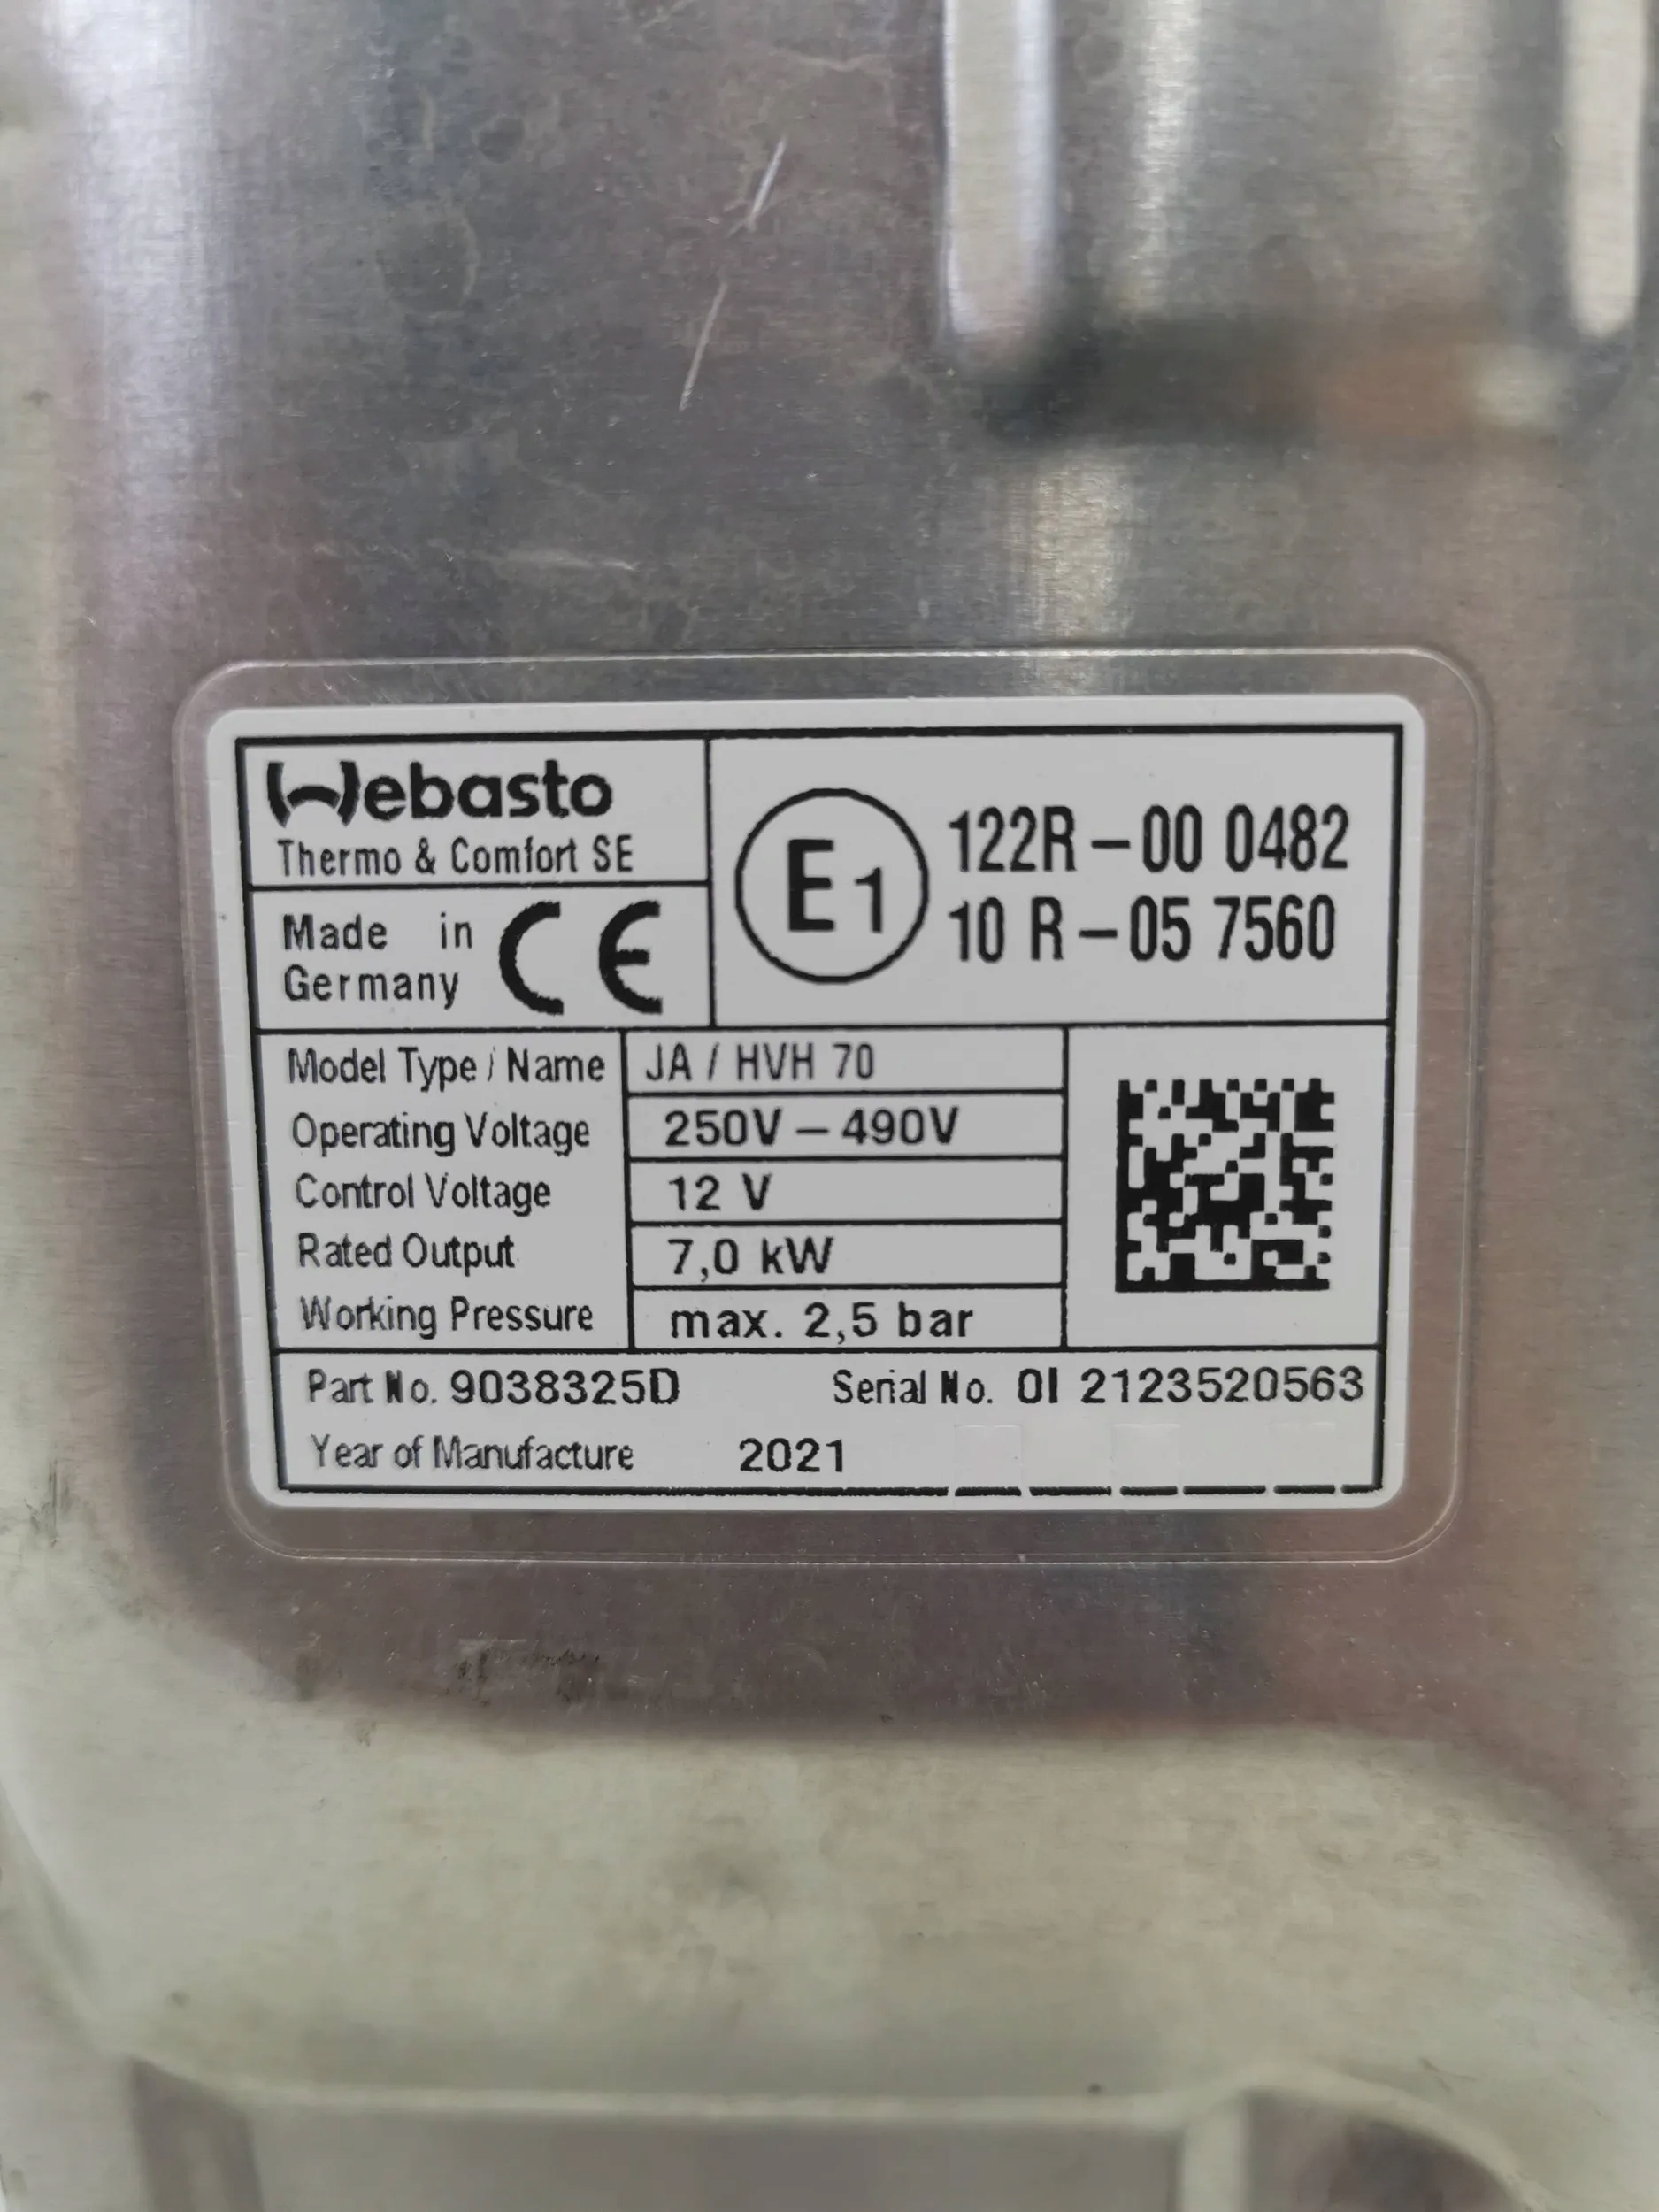 Webasto
Thermo & Comfort SE
Made in
Germany
CE
E1
122R-00 0482
10 R-05 7560
Model Type / Name JA / HVH 70
Operating Voltage 250V-490V
Control Voltage 12 V
Rated Output 7,0 kW
Working Pressure max. 2,5 bar
Part No. 9038325D Serial No. 01 2123520563
Year of Manufacture 2021